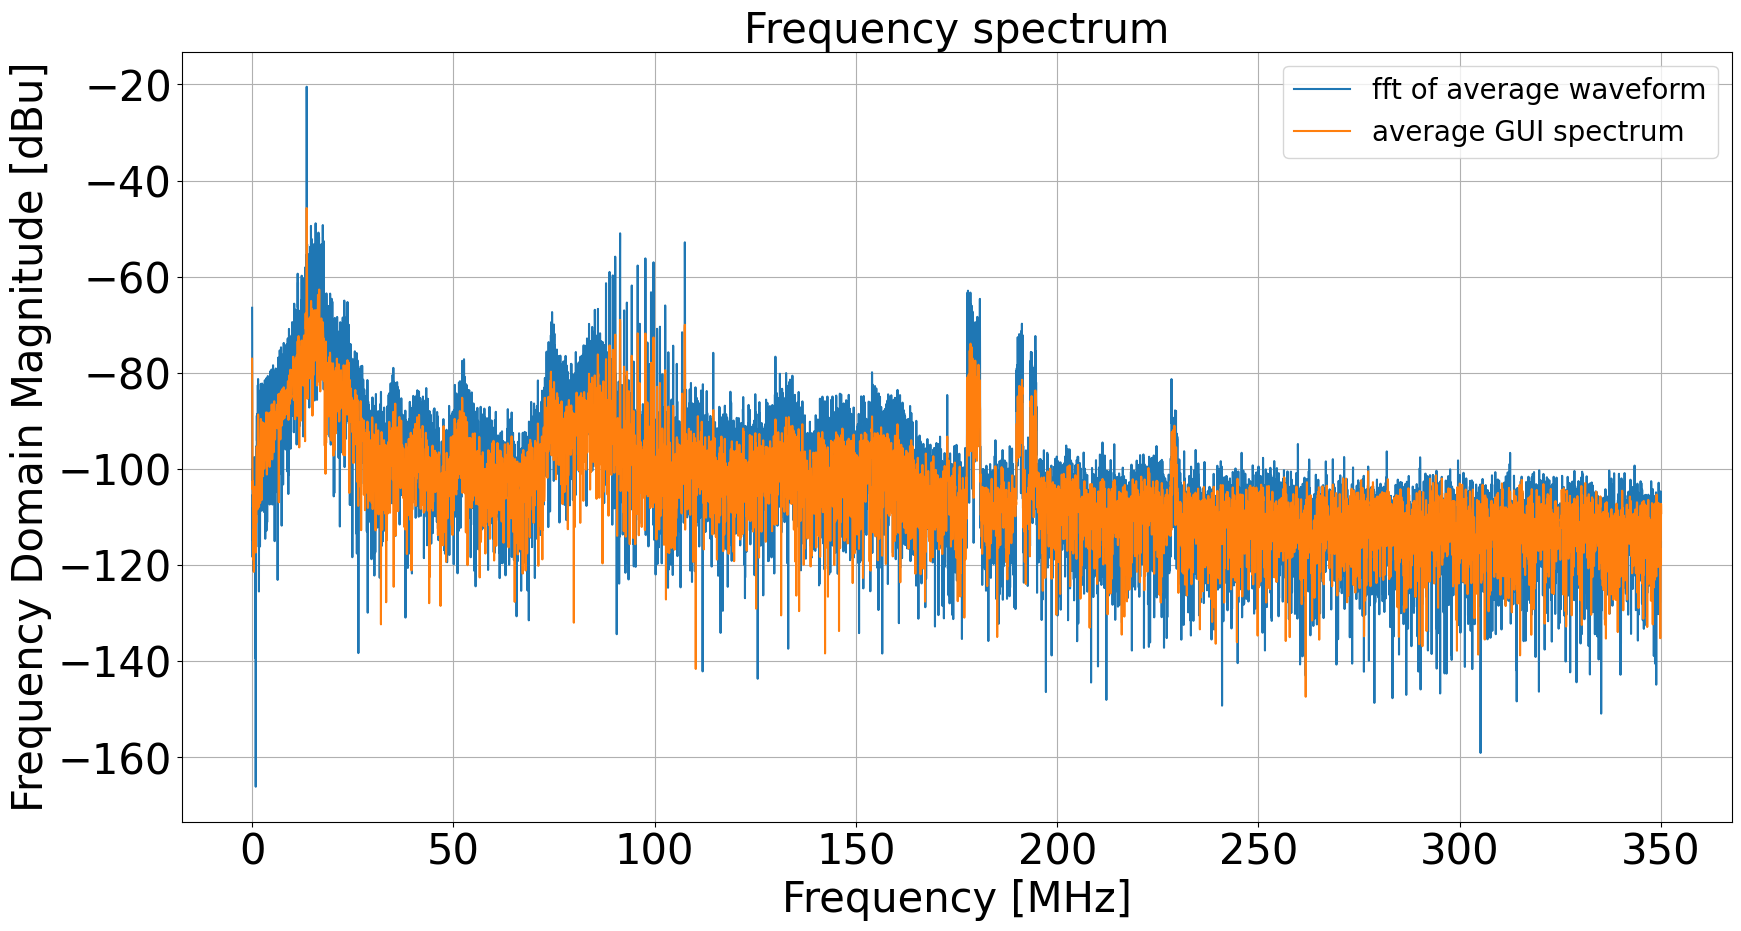 Frequency spectrum
fft of average waveform
average GUI spectrum
Frequency Domain Magnitude [dBu]
−20
−40
−60
−80
−100
−120
−140
−160
0 50 100 150 200 250 300 350
Frequency [MHz]